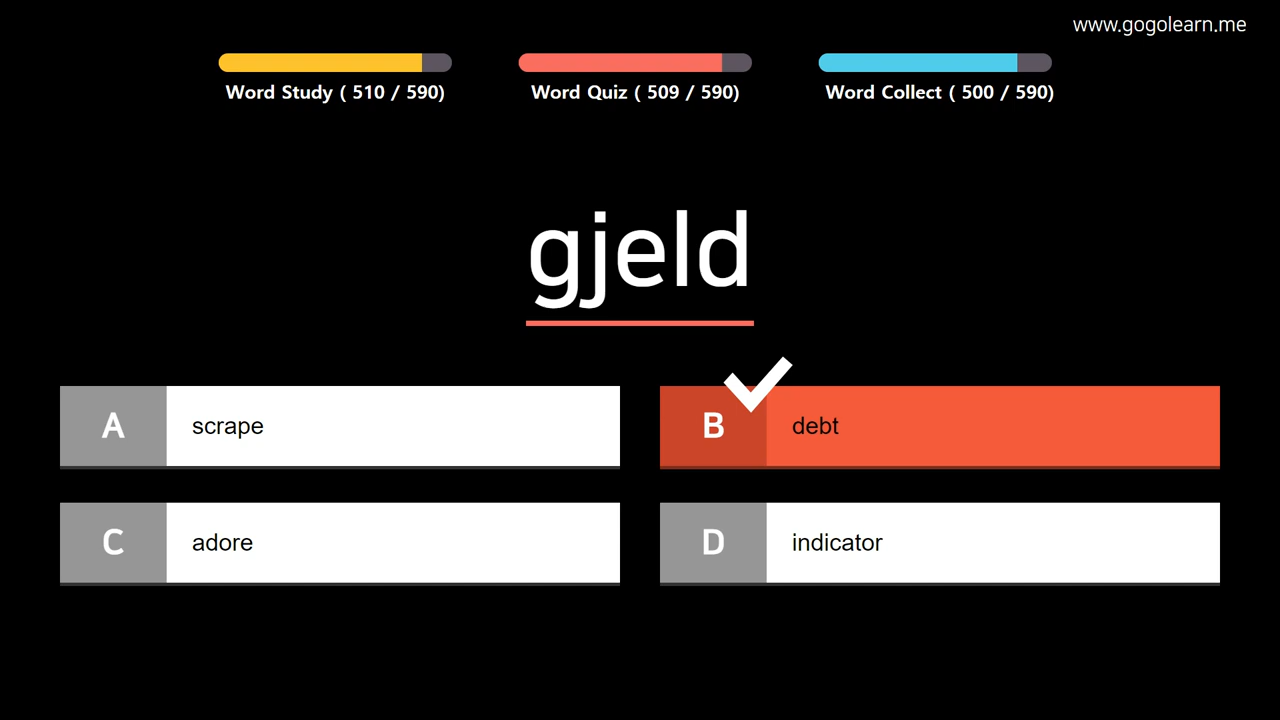 www.gogolearn.me
Word Study ( 510 / 590)
Word Quiz ( 509 / 590)
Word Collect ( 500 / 590)
gjeld
A scrape
B debt
C adore
D indicator